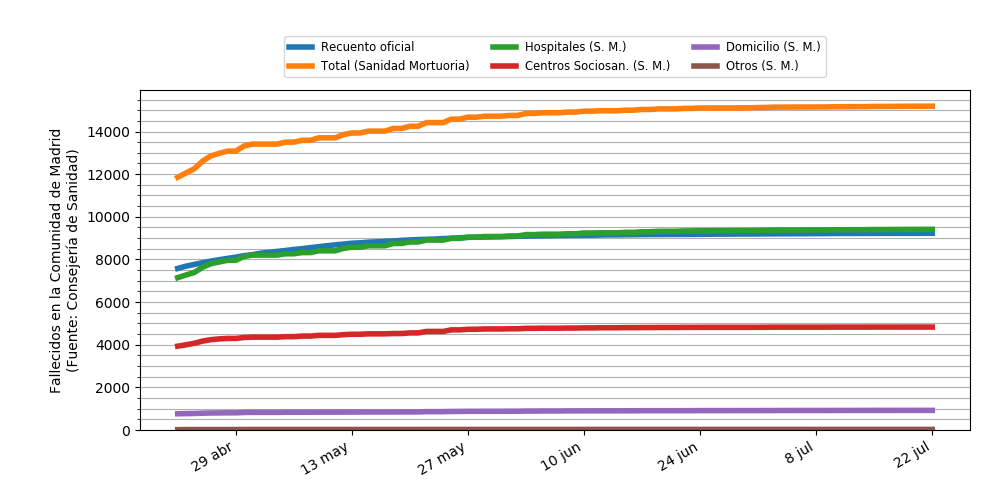 Recuento oficial
Total (Sanidad Mortuoria)
Hospitales (S. M.)
Centros Sociosan. (S. M.)
Domicilio (S. M.)
Otros (S. M.)
Fallecidos en la Comunidad de Madrid
(Fuente: Consejería de Sanidad)
14000
12000
10000
8000
6000
4000
2000
0
29 abr
13 may
27 may
10 jun
24 jun
8 jul
22 jul